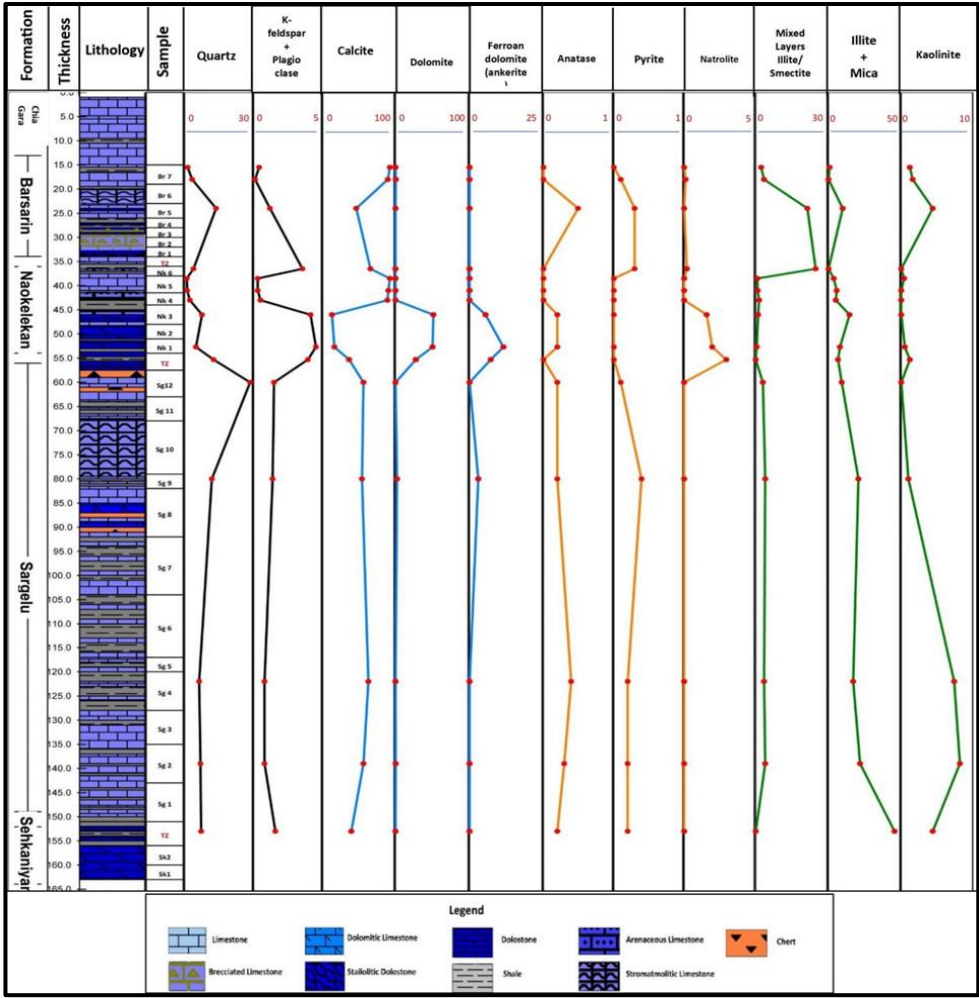 Formation
Thickness
Lithology
Sample
Quartz
K-
feldspar
+
Plagio
clase
Calcite
Dolomite
Ferroan
dolomite
(ankerite
\
Anatase
Pyrite
Natrolite
Mixed
Layers
Illite/
Smectite
Illite
+
Mica
Kaolinite
0 30
0 5
0 100
0 100
0 25
0 1
0 1
0 5
0 30
0 50
0 10
Chia
Gara
Barsarin
Naokelekan
Sargelu
Sehkaniyan
0.0
5.0
10.0
15.0
20.0
25.0
30.0
35.0
40.0
45.0
50.0
55.0
60.0
65.0
70.0
75.0
80.0
85.0
90.0
95.0
100.0
105.0
110.0
115.0
120.0
125.0
130.0
135.0
140.0
145.0
150.0
155.0
160.0
165.0
Br 7
Br 6
Br 5
Br 4
Br 3
Br 2
Br 1
TZ
Nk 6
Nk 5
Nk 4
Nk 3
Nk 2
Nk 1
TZ
Sg12
Sg 11
Sg 10
Sg 9
Sg 8
Sg 7
Sg 6
Sg 5
Sg 4
Sg 3
Sg 2
Sg 1
TZ
Sk2
Sk1
Legend
Limestone
Dolomitic Limestone
Dolostone
Arenaceous Limestone
Chert
Brecciated Limestone
Stailolitic Dolostone
Shale
Stromatmolitic Limestone